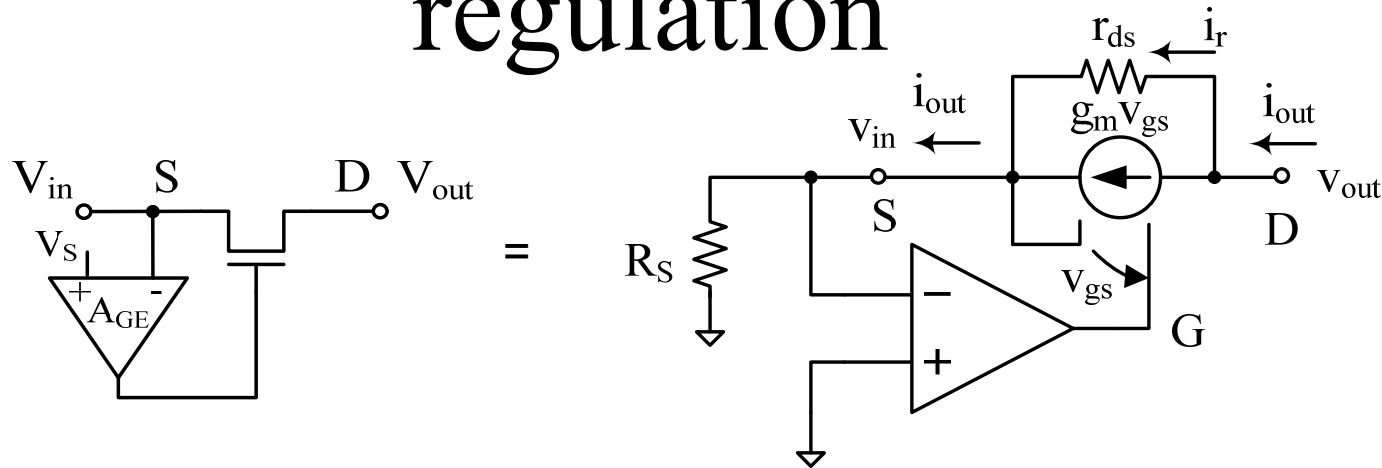 regulation
V_in S D V_out
V_S
+ -
A_GE
=
r_ds i_r
i_out g_m v_gs i_out
v_in v_out
S D
R_S
v_gs
−
+
G